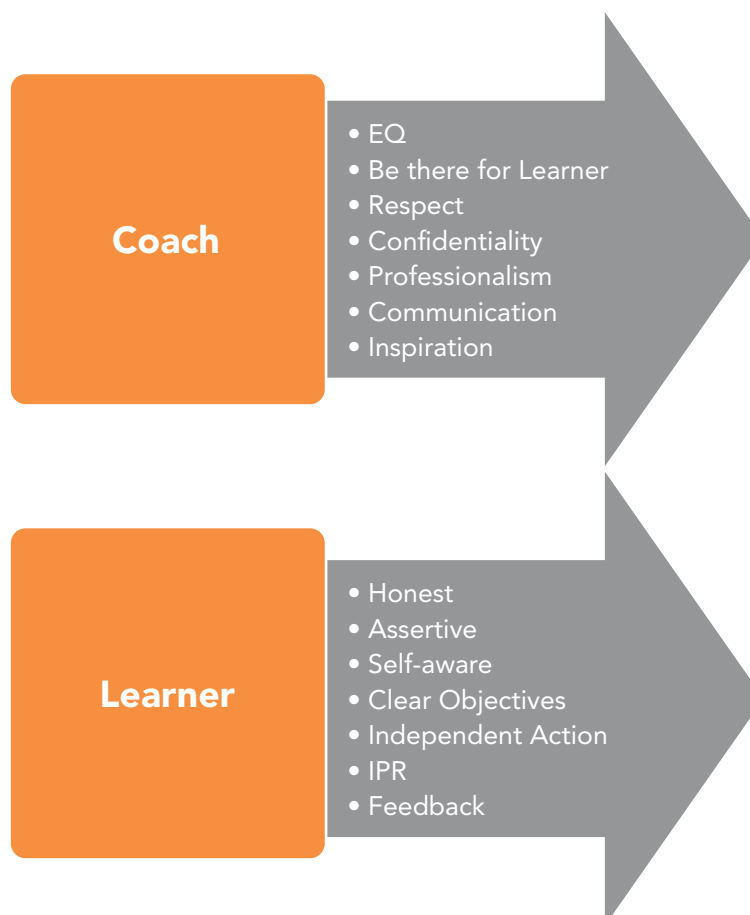 Coach
• EQ
• Be there for Learner
• Respect
• Confidentiality
• Professionalism
• Communication
• Inspiration
Learner
• Honest
• Assertive
• Self-aware
• Clear Objectives
• Independent Action
• IPR
• Feedback